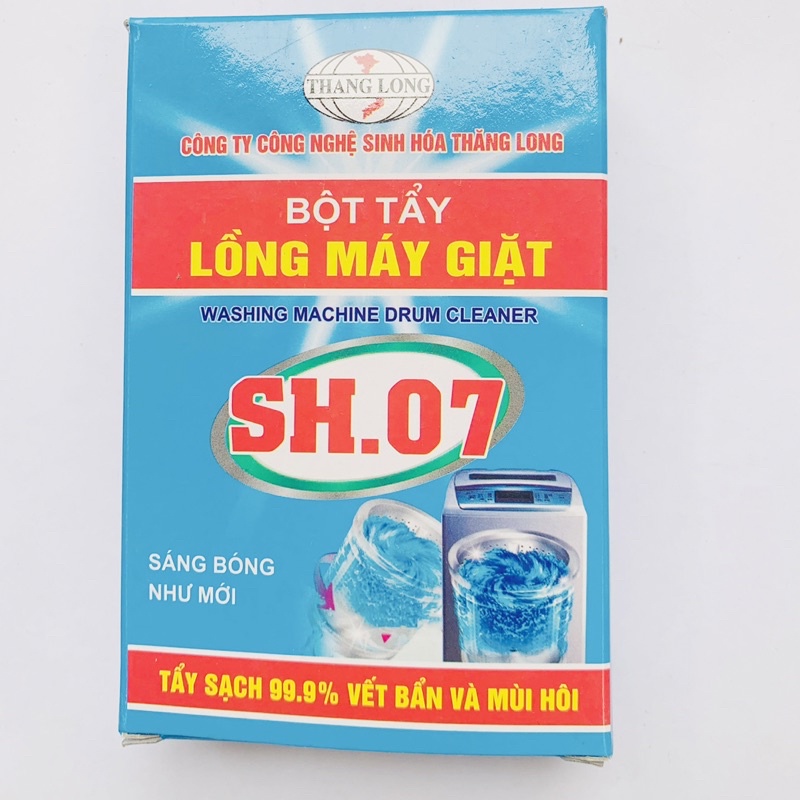 THANG LONG
CÔNG TY CÔNG NGHỆ SINH HÓA THĂNG LONG
BỘT TẨY
LỒNG MÁY GIẶT
WASHING MACHINE DRUM CLEANER
SH.07
SÁNG BÓNG
NHƯ MỚI
TẨY SẠCH 99.9% VẾT BẨN VÀ MÙI HÔI